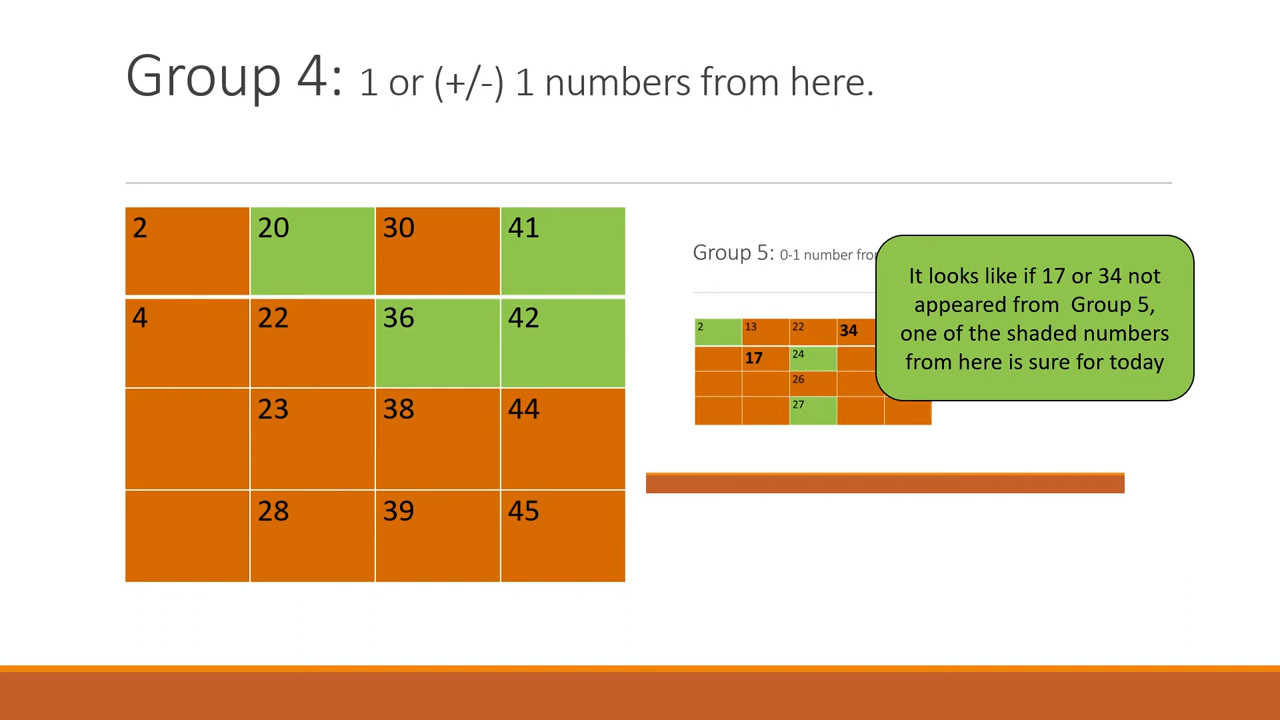 Group 4: 1 or (+/-) 1 numbers from here.
2 20 30 41
4 22 36 42
23 38 44
28 39 45
Group 5: 0-1 number
2 13 22 34
17 24
26
27
It looks like if 17 or 34 not
appeared from Group 5,
one of the shaded numbers
from here is sure for today